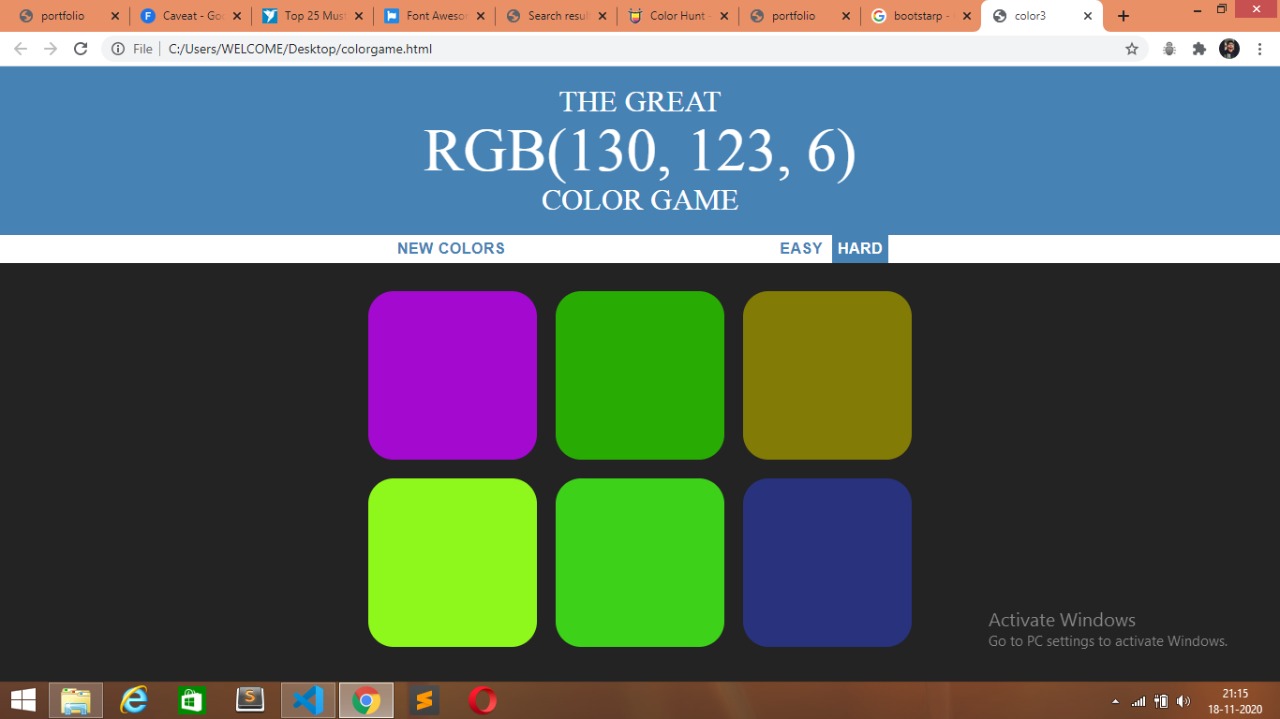 portfolio
Caveat - Go
Top 25 Mus
Font Aweso
Search resu
Color Hunt -
portfolio
bootstarp -
color3
File
C:/Users/WELCOME/Desktop/colorgame.html
THE GREAT
RGB(130, 123, 6)
COLOR GAME
NEW COLORS
EASY
HARD
Activate Windows
Go to PC settings to activate Windows.
21:15
18-11-2020